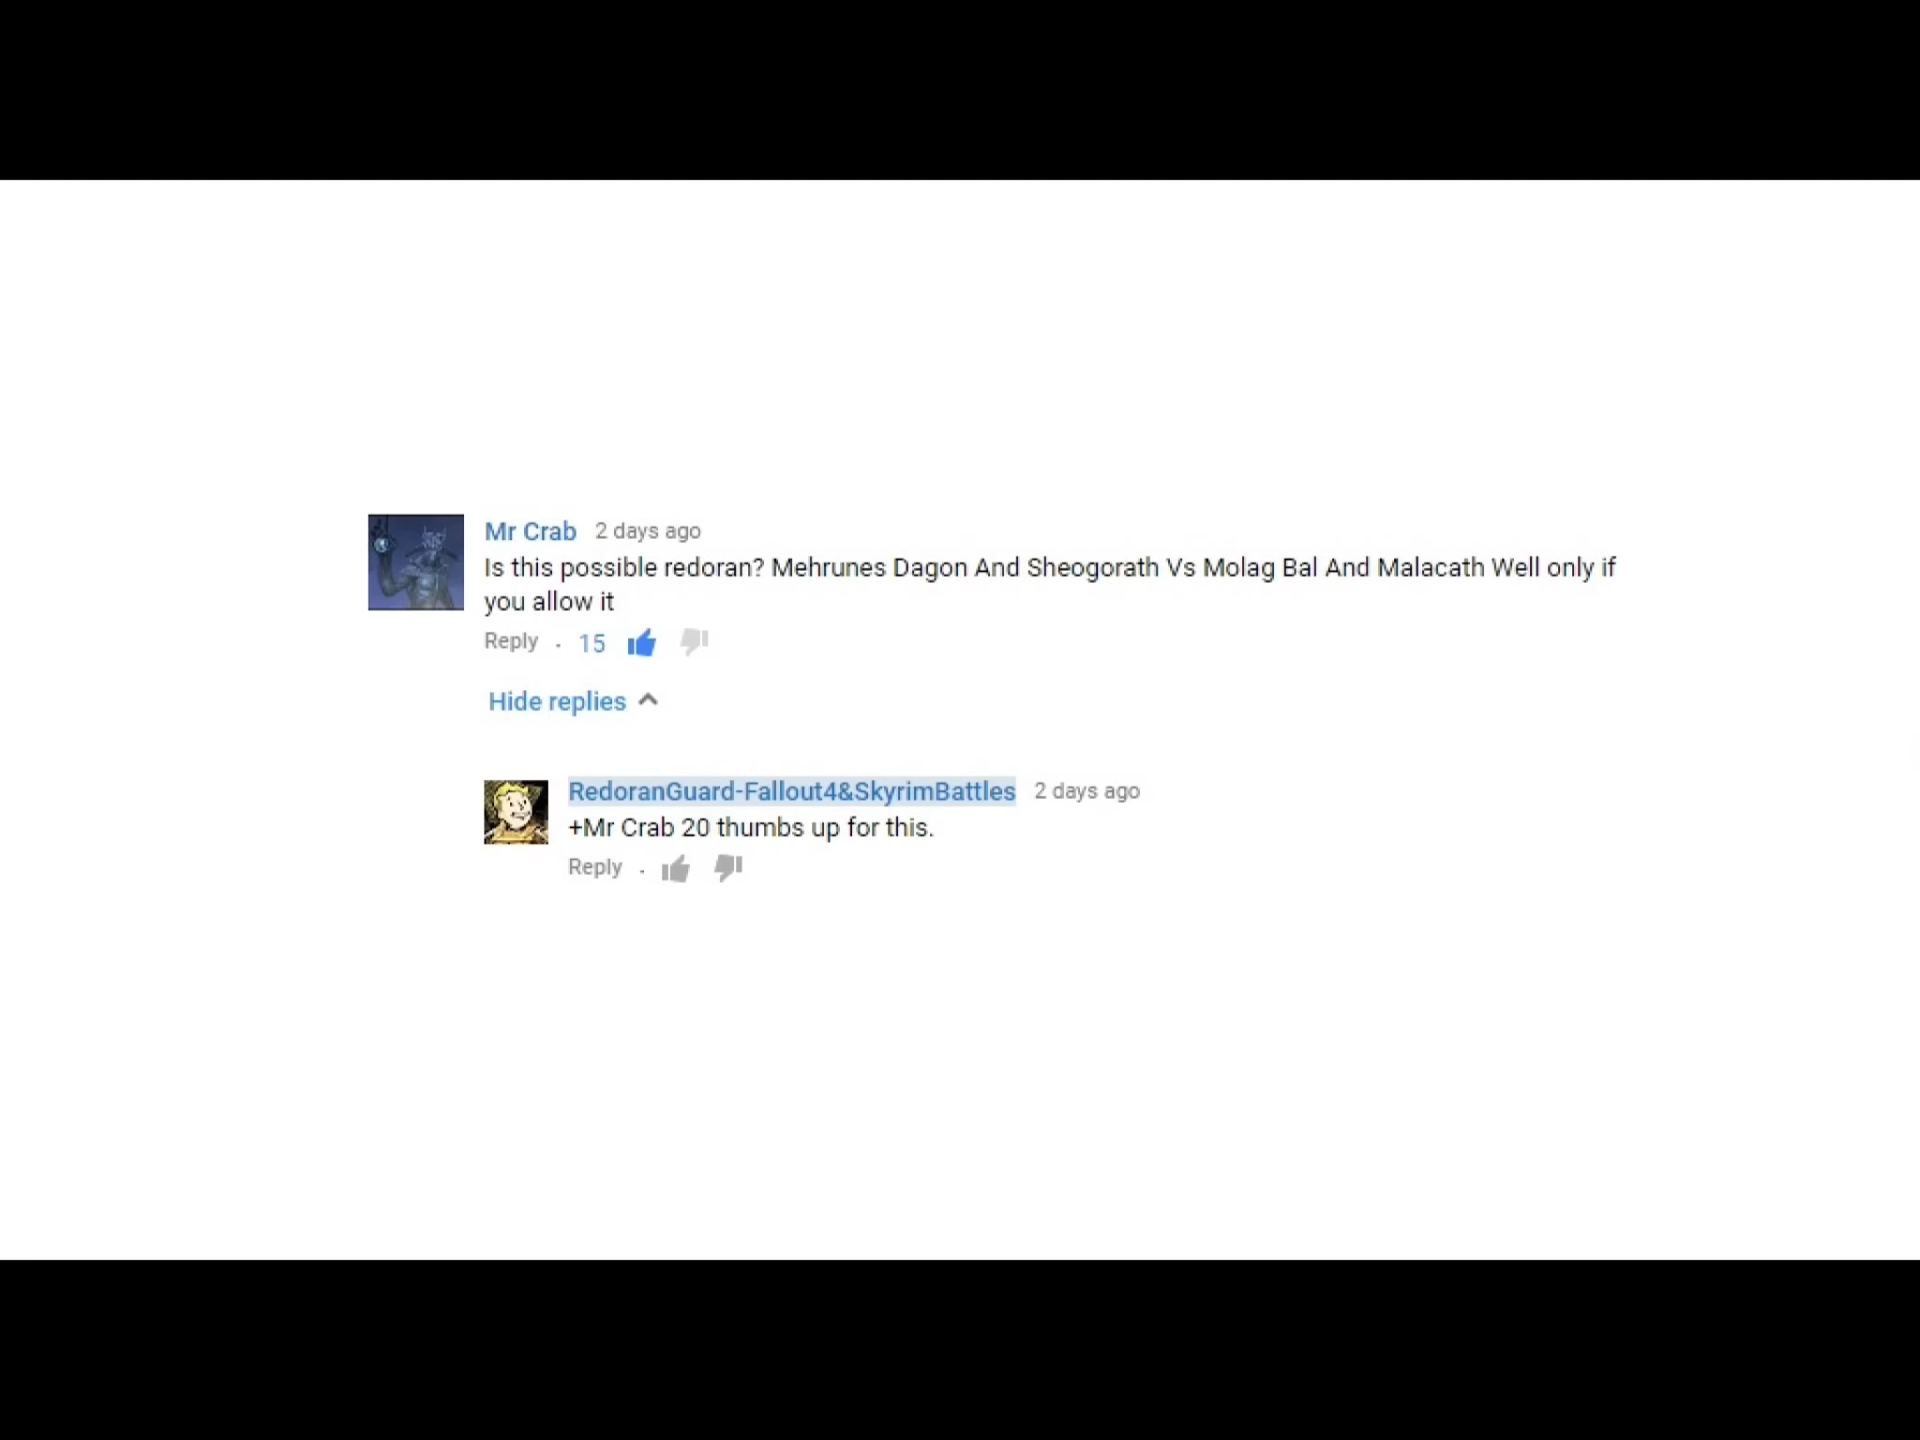 Mr Crab 2 days ago
Is this possible redoran? Mehrunes Dagon And Sheogorath Vs Molag Bal And Malacath Well only if
you allow it
Reply . 15
Hide replies
RedoranGuard-Fallout4&SkyrimBattles 2 days ago
+Mr Crab 20 thumbs up for this.
Reply .